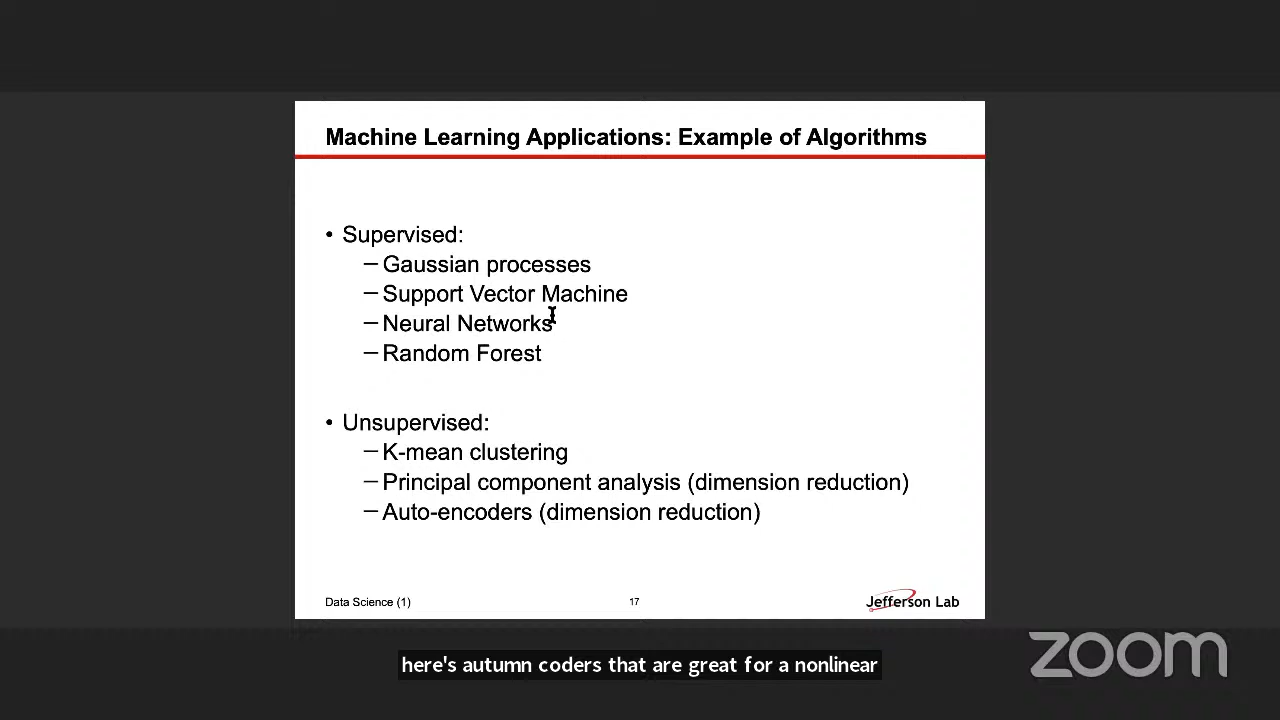 Machine Learning Applications: Example of Algorithms
• Supervised:
– Gaussian processes
– Support Vector Machine
– Neural Networks
– Random Forest
• Unsupervised:
– K-mean clustering
– Principal component analysis (dimension reduction)
– Auto-encoders (dimension reduction)
Data Science (1) 17 Jefferson Lab
here's autumn coders that are great for a nonlinear
zoom